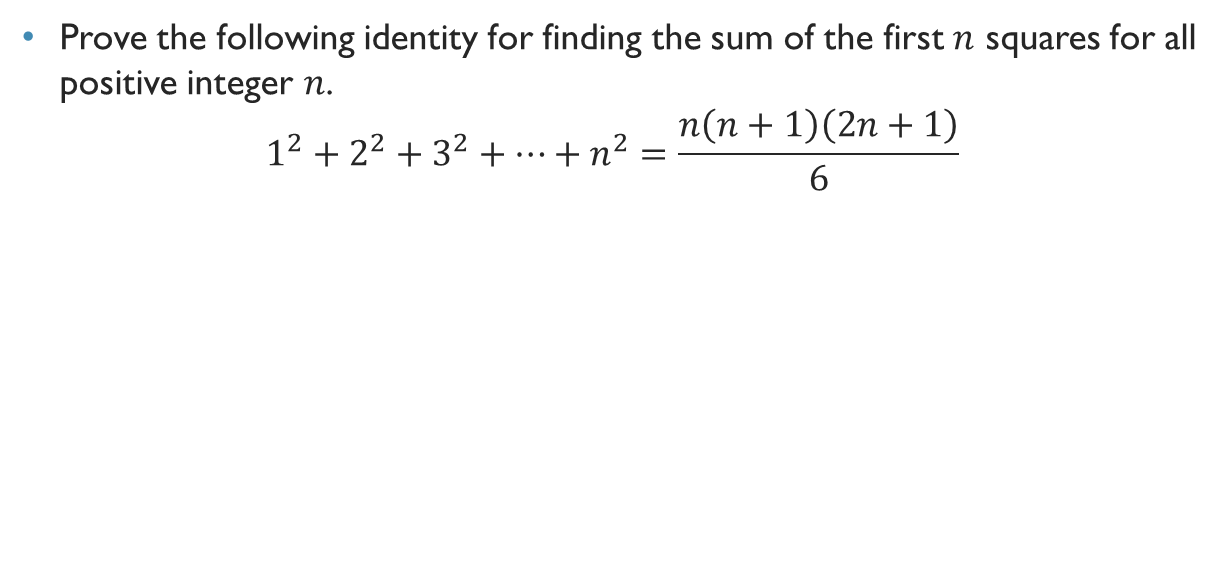 • Prove the following identity for finding the sum of the first n squares for all
positive integer n.
1² + 2² + 3² + ⋯ + n² = n(n + 1)(2n + 1)
6